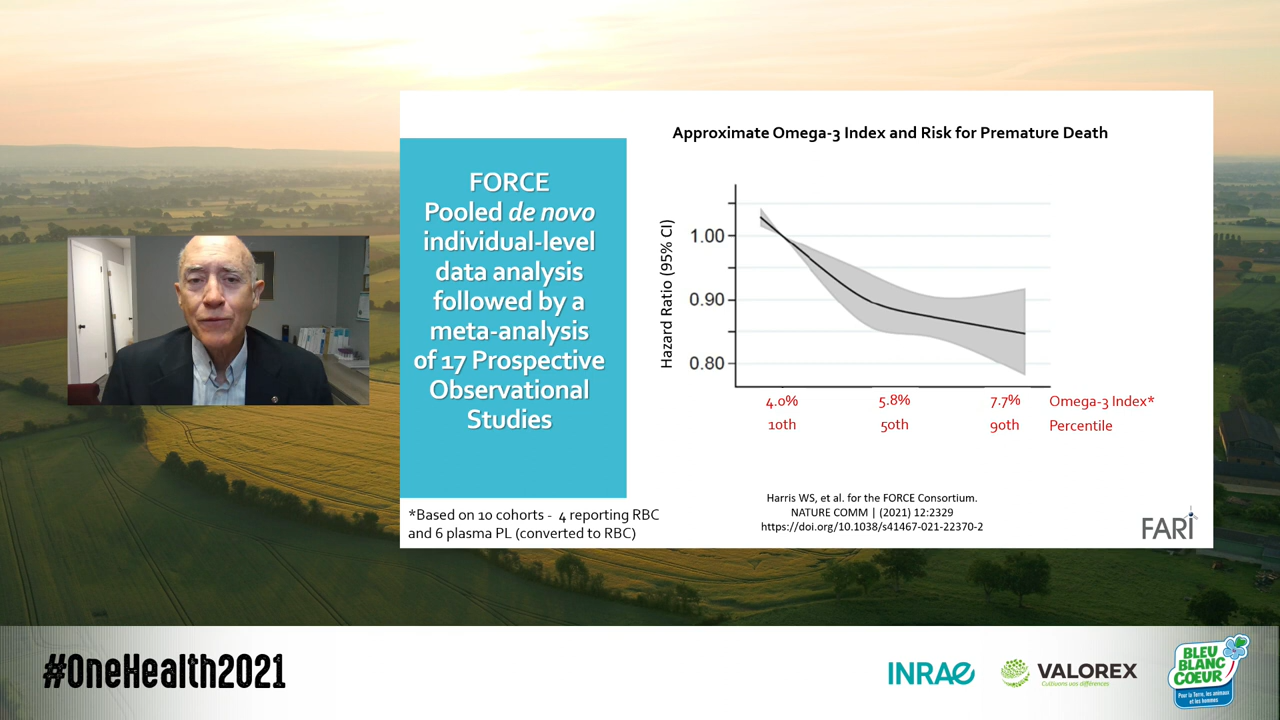 FORCE
Pooled de novo
individual-level
data analysis
followed by a
meta-analysis
of 17 Prospective
Observational
Studies
*Based on 10 cohorts - 4 reporting RBC
and 6 plasma PL (converted to RBC)
Approximate Omega-3 Index and Risk for Premature Death
Hazard Ratio (95% CI)
1.00
0.90
0.80
4.0% 5.8% 7.7% Omega-3 Index*
10th 50th 90th Percentile
Harris WS, et al. for the FORCE Consortium.
NATURE COMM | (2021) 12:2329
https://doi.org/10.1038/s41467-021-22370-2
FARI
#OneHealth2021
INRAE
VALOREX
Cultivons vos différences
BLEU
BLANC
COEUR
Pour la Terre, les animaux
et les hommes